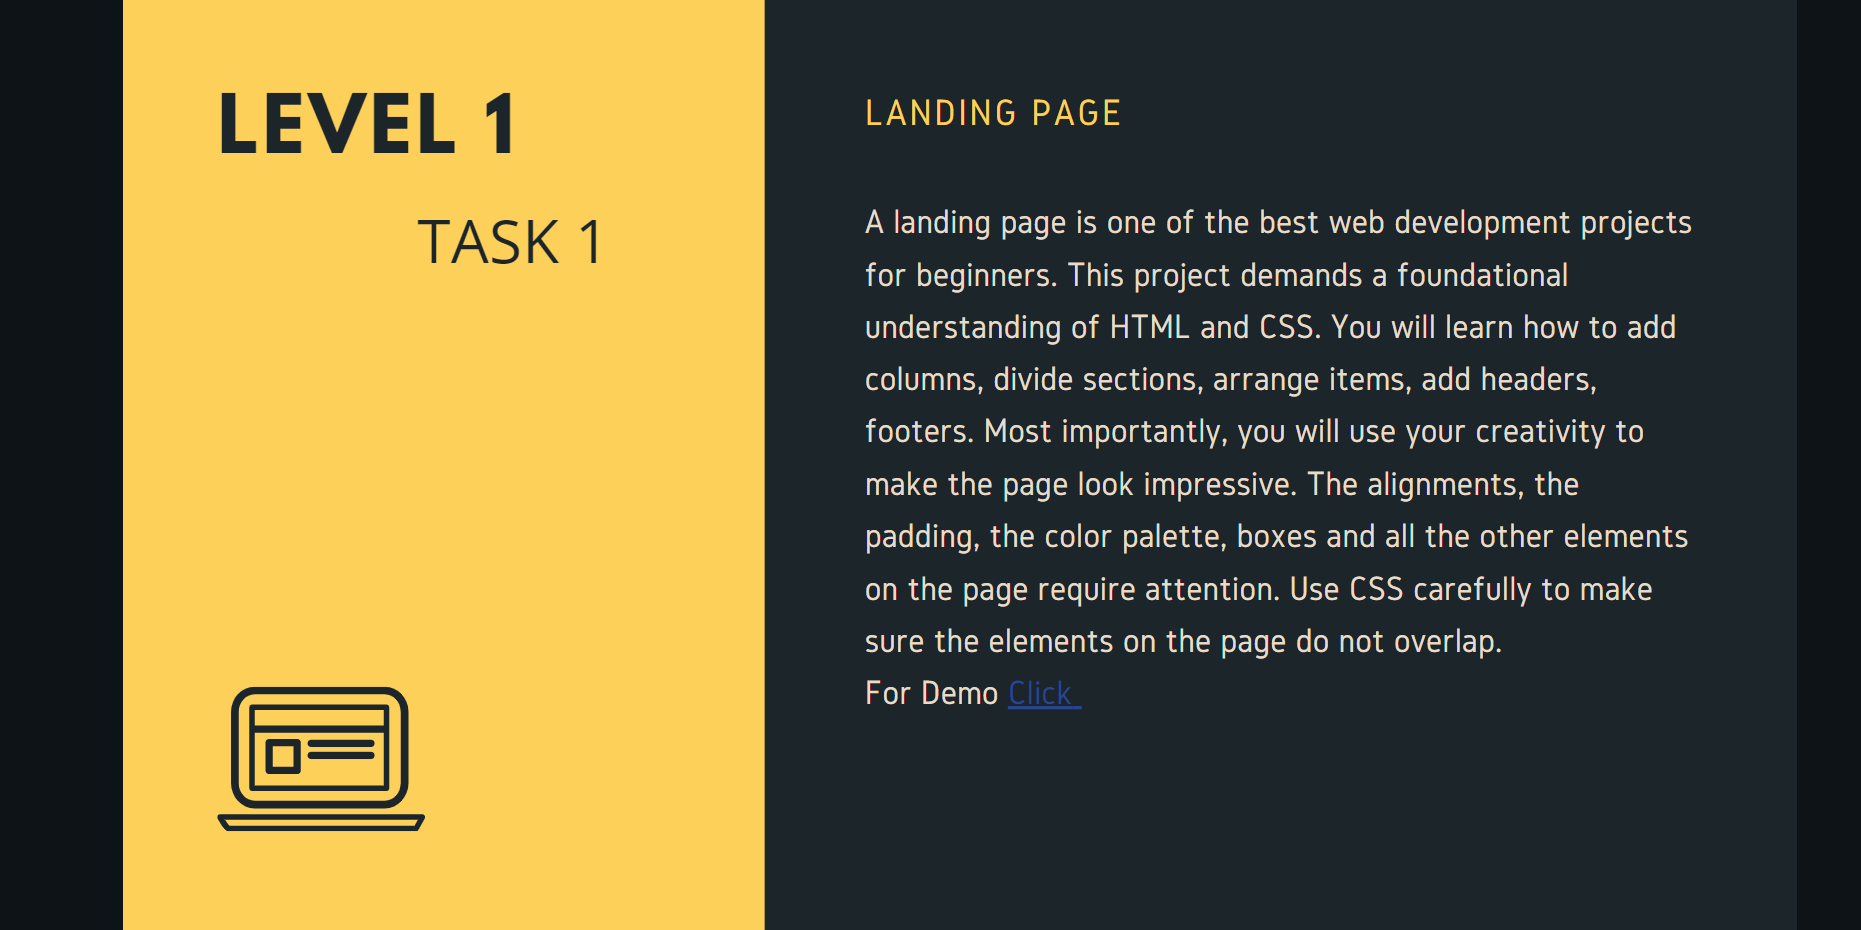 LEVEL 1
TASK 1
LANDING PAGE
A landing page is one of the best web development projects
for beginners. This project demands a foundational
understanding of HTML and CSS. You will learn how to add
columns, divide sections, arrange items, add headers,
footers. Most importantly, you will use your creativity to
make the page look impressive. The alignments, the
padding, the color palette, boxes and all the other elements
on the page require attention. Use CSS carefully to make
sure the elements on the page do not overlap.
For Demo Click